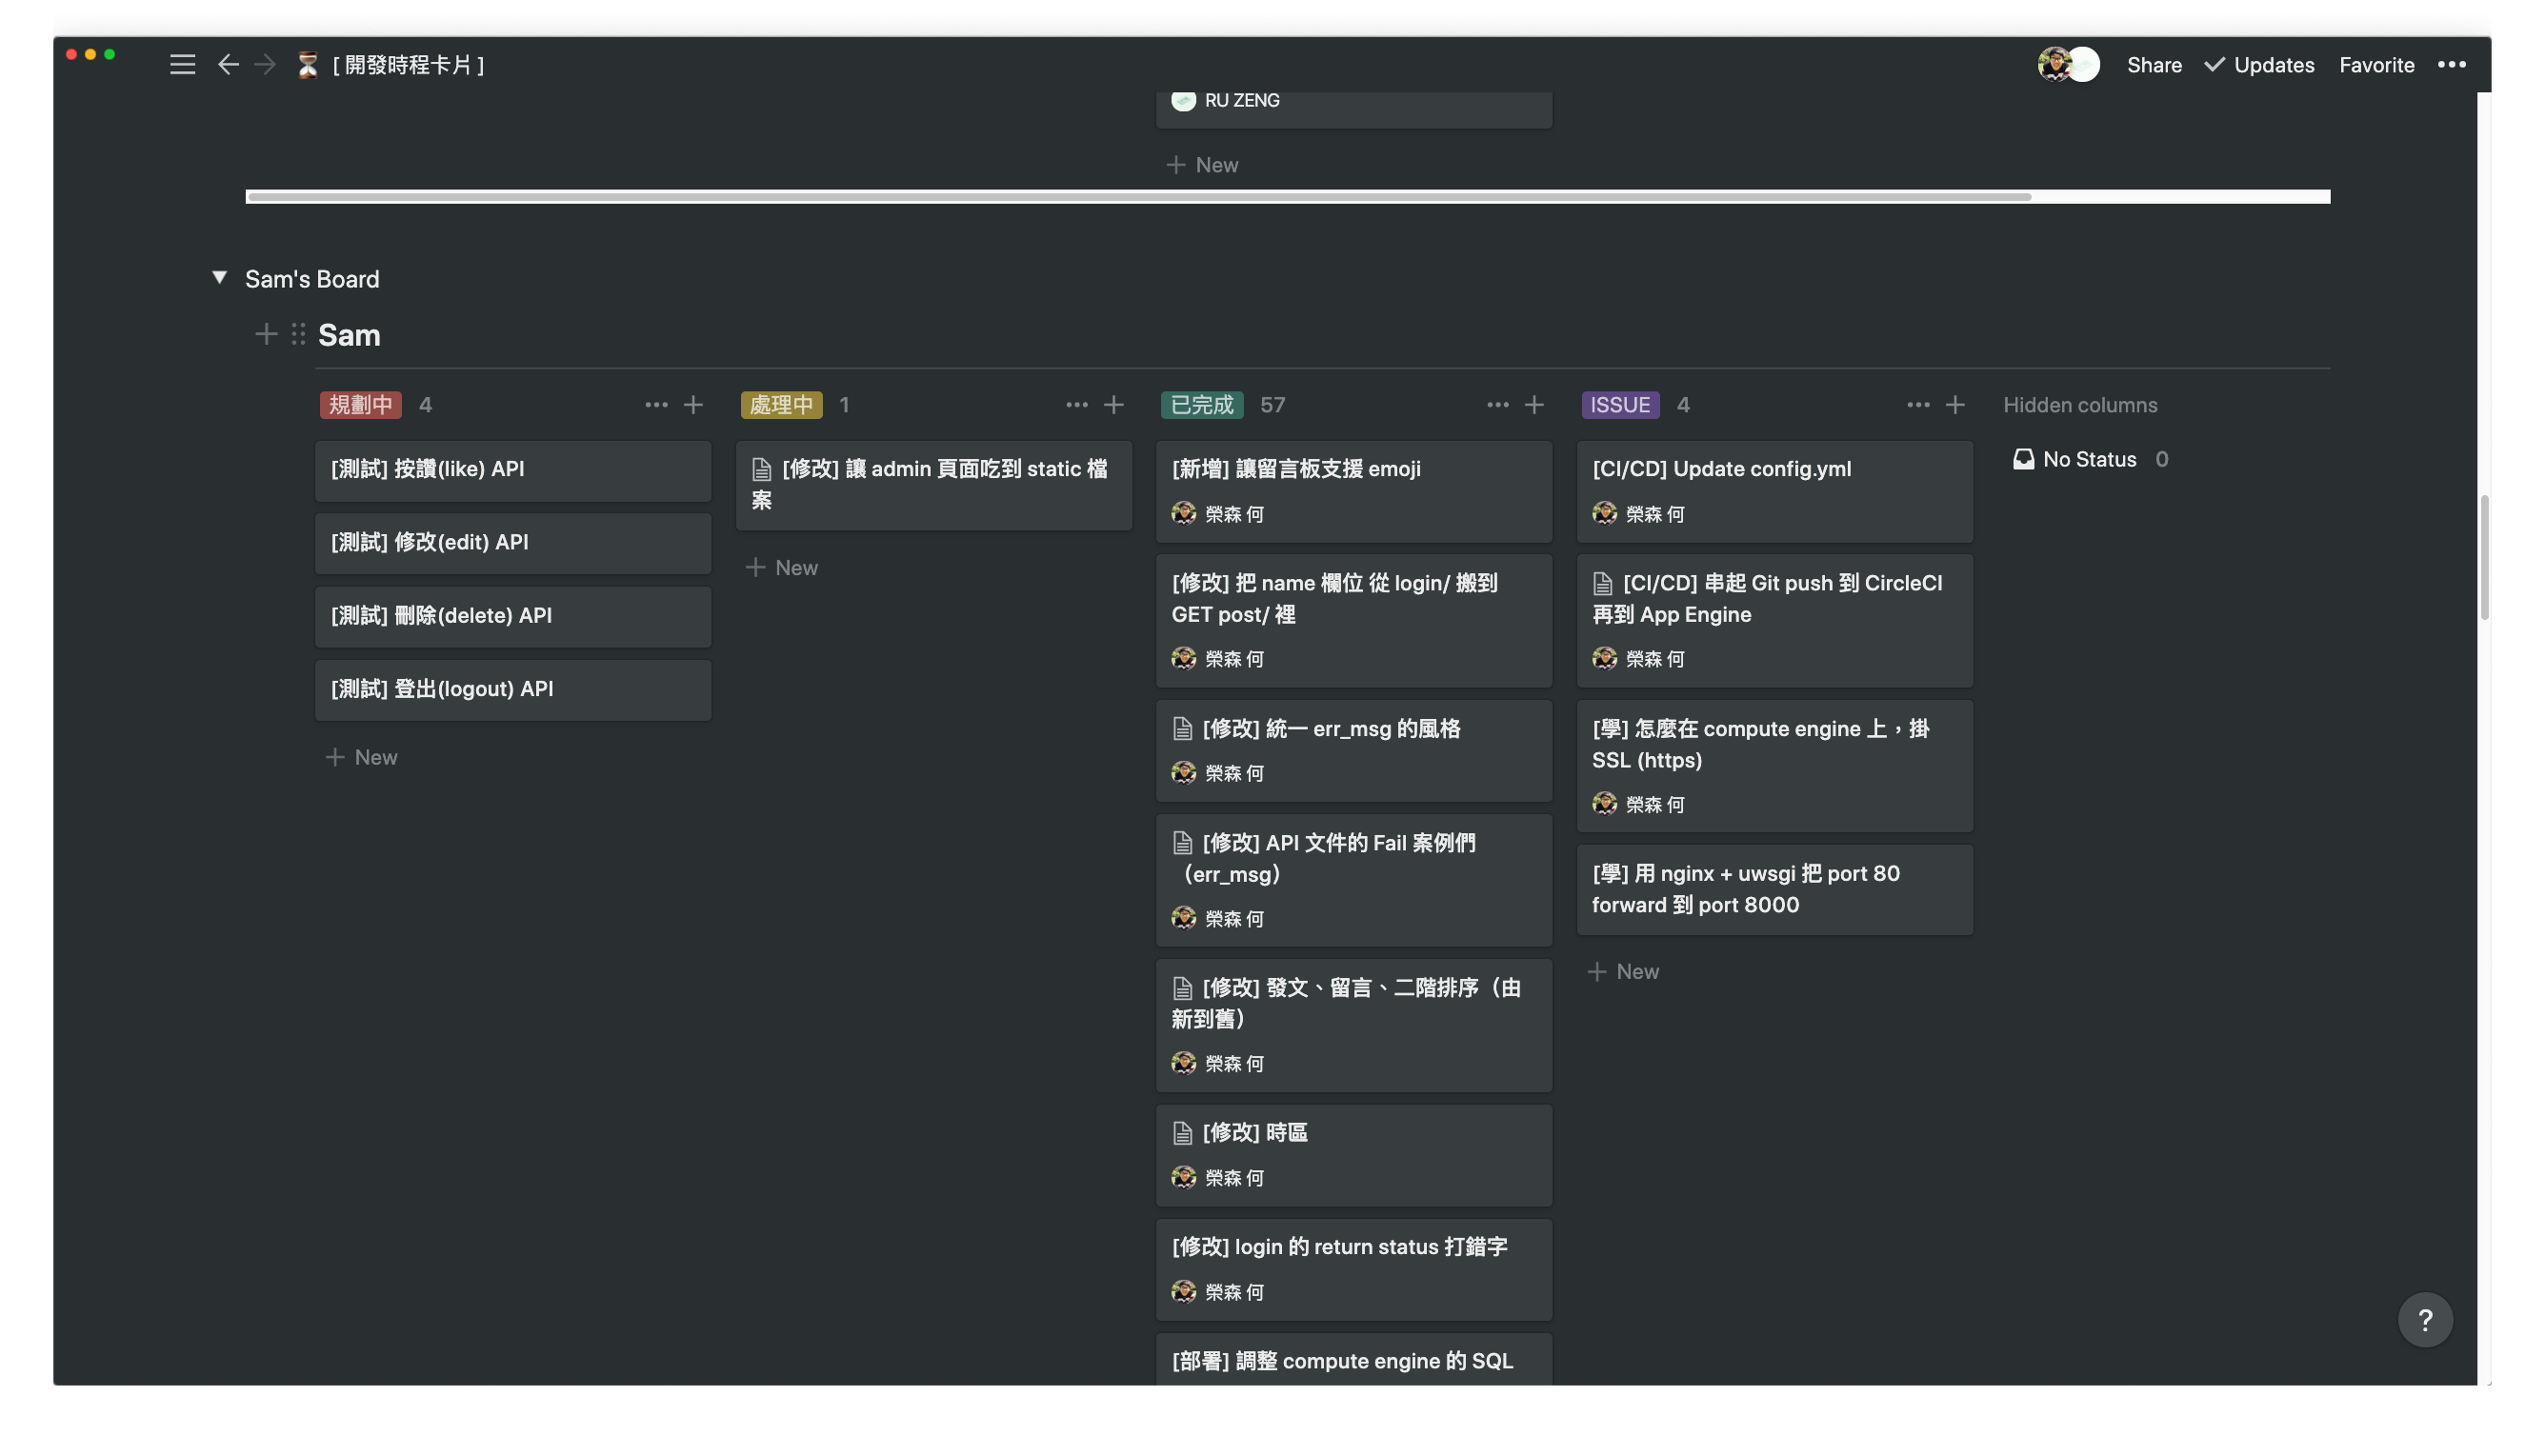 [ 開發時程卡片 ]
Share
Updates
Favorite
RU ZENG
New
Sam's Board
Sam
規劃中 4
[測試] 按讚(like) API
[測試] 修改(edit) API
[測試] 刪除(delete) API
[測試] 登出(logout) API
New
處理中 1
[修改] 讓 admin 頁面吃到 static 檔
案
New
已完成 57
[新增] 讓留言板支援 emoji
榮森 何
[修改] 把 name 欄位 從 login/ 搬到
GET post/ 裡
榮森 何
[修改] 統一 err_msg 的風格
榮森 何
[修改] API 文件的 Fail 案例們
（err_msg）
榮森 何
[修改] 發文、留言、二階排序（由
新到舊）
榮森 何
[修改] 時區
榮森 何
[修改] login 的 return status 打錯字
榮森 何
[部署] 調整 compute engine 的 SQL
ISSUE 4
[CI/CD] Update config.yml
榮森 何
[CI/CD] 串起 Git push 到 CircleCI
再到 App Engine
榮森 何
[學] 怎麼在 compute engine 上，掛
SSL (https)
榮森 何
[學] 用 nginx + uwsgi 把 port 80
forward 到 port 8000
New
Hidden columns
No Status 0
?